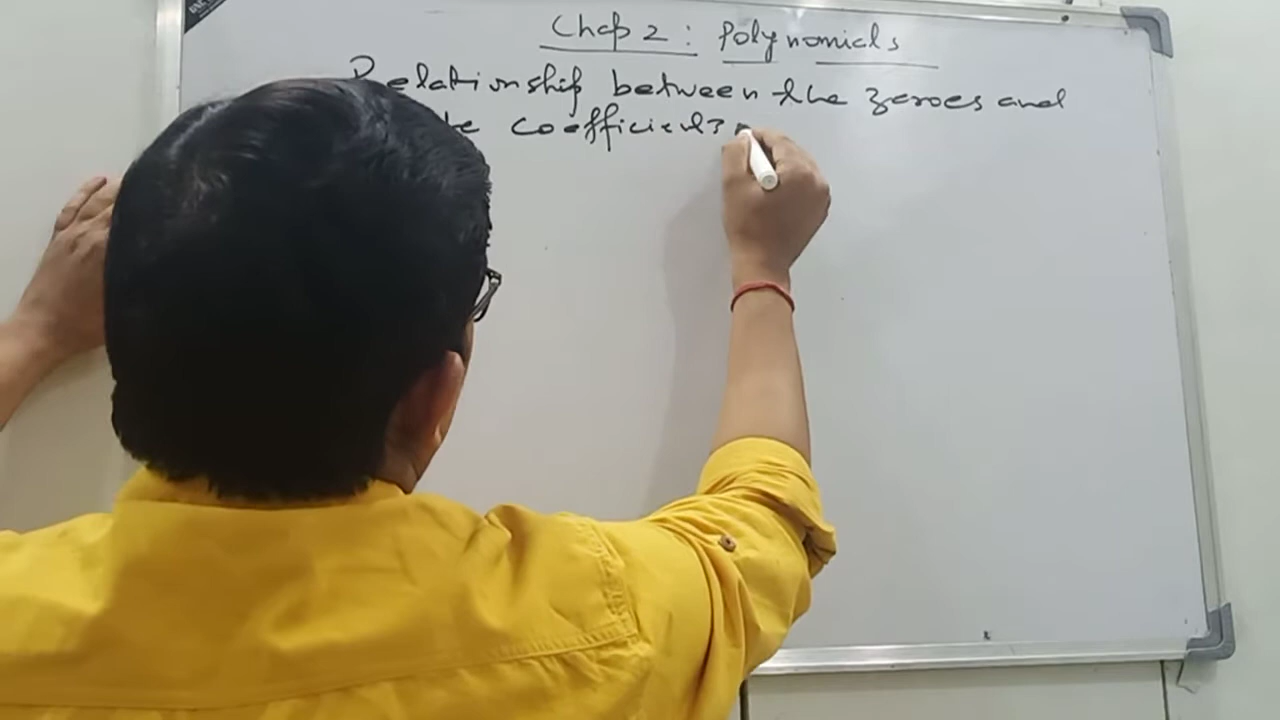 Chap 2: Polynomials
Relationship between the zeroes and
coefficients